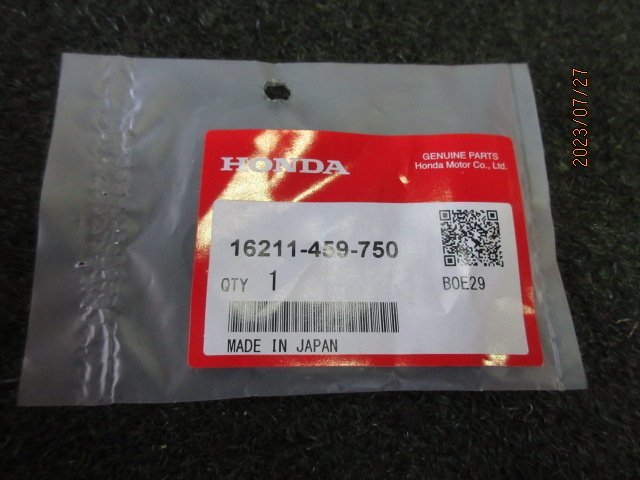 HONDA
GENUINE PARTS
Honda Motor Co., Ltd.
16211-459-750
QTY 1
BOE29
MADE IN JAPAN
2023/07/27